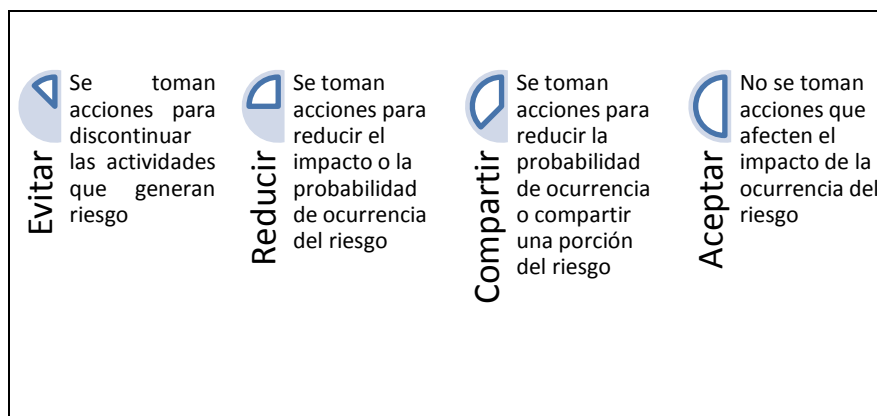 Evitar
Se toman
acciones para
discontinuar
las actividades
que generan
riesgo
Reducir
Se toman
acciones para
reducir el
impacto o la
probabilidad
de ocurrencia
del riesgo
Compartir
Se toman
acciones para
reducir la
probabilidad
de ocurrencia
o compartir
una porción
del riesgo
Aceptar
No se toman
acciones que
afecten el
impacto de la
ocurrencia del
riesgo